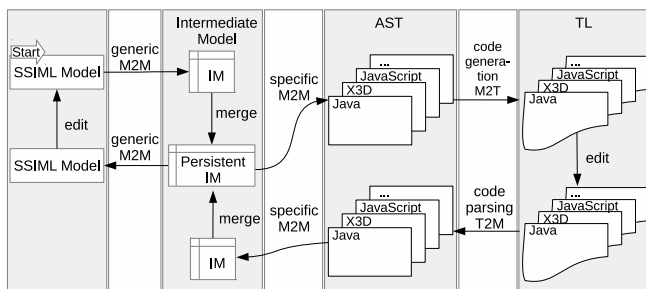 Intermediate Model
AST
TL
Start
SSIML Model
generic M2M
IM
merge
specific M2M
...
JavaScript
X3D
Java
code genera-tion M2T
...
JavaScript
X3D
Java
edit
generic M2M
edit
SSIML Model
Persistent IM
merge
IM
specific M2M
...
JavaScript
X3D
Java
code parsing T2M
...
JavaScript
X3D
Java